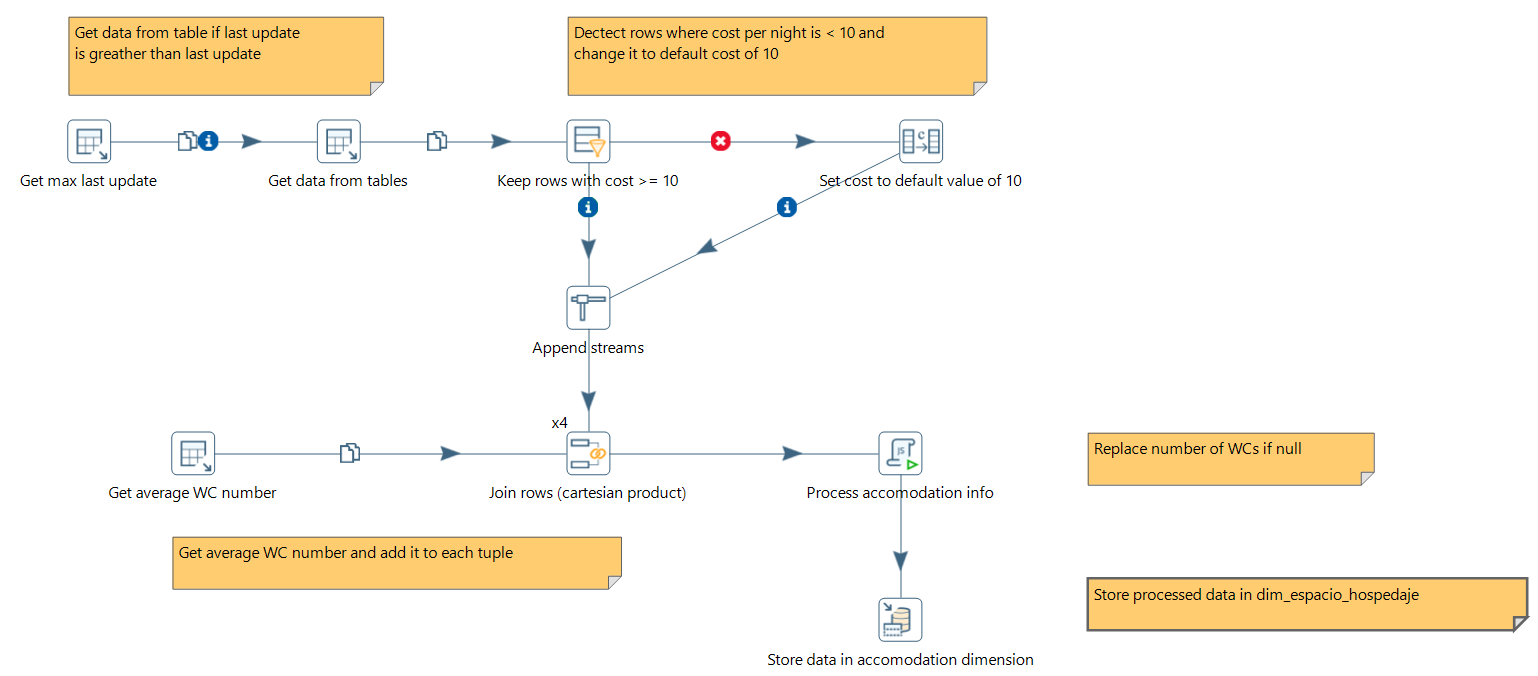 Get data from table if last update
is greather than last update
Dectect rows where cost per night is < 10 and
change it to default cost of 10
Get max last update
Get data from tables
Keep rows with cost >= 10
Set cost to default value of 10
Append streams
x4
Get average WC number
Join rows (cartesian product)
Process accomodation info
Replace number of WCs if null
Get average WC number and add it to each tuple
Store processed data in dim_espacio_hospedaje
Store data in accomodation dimension